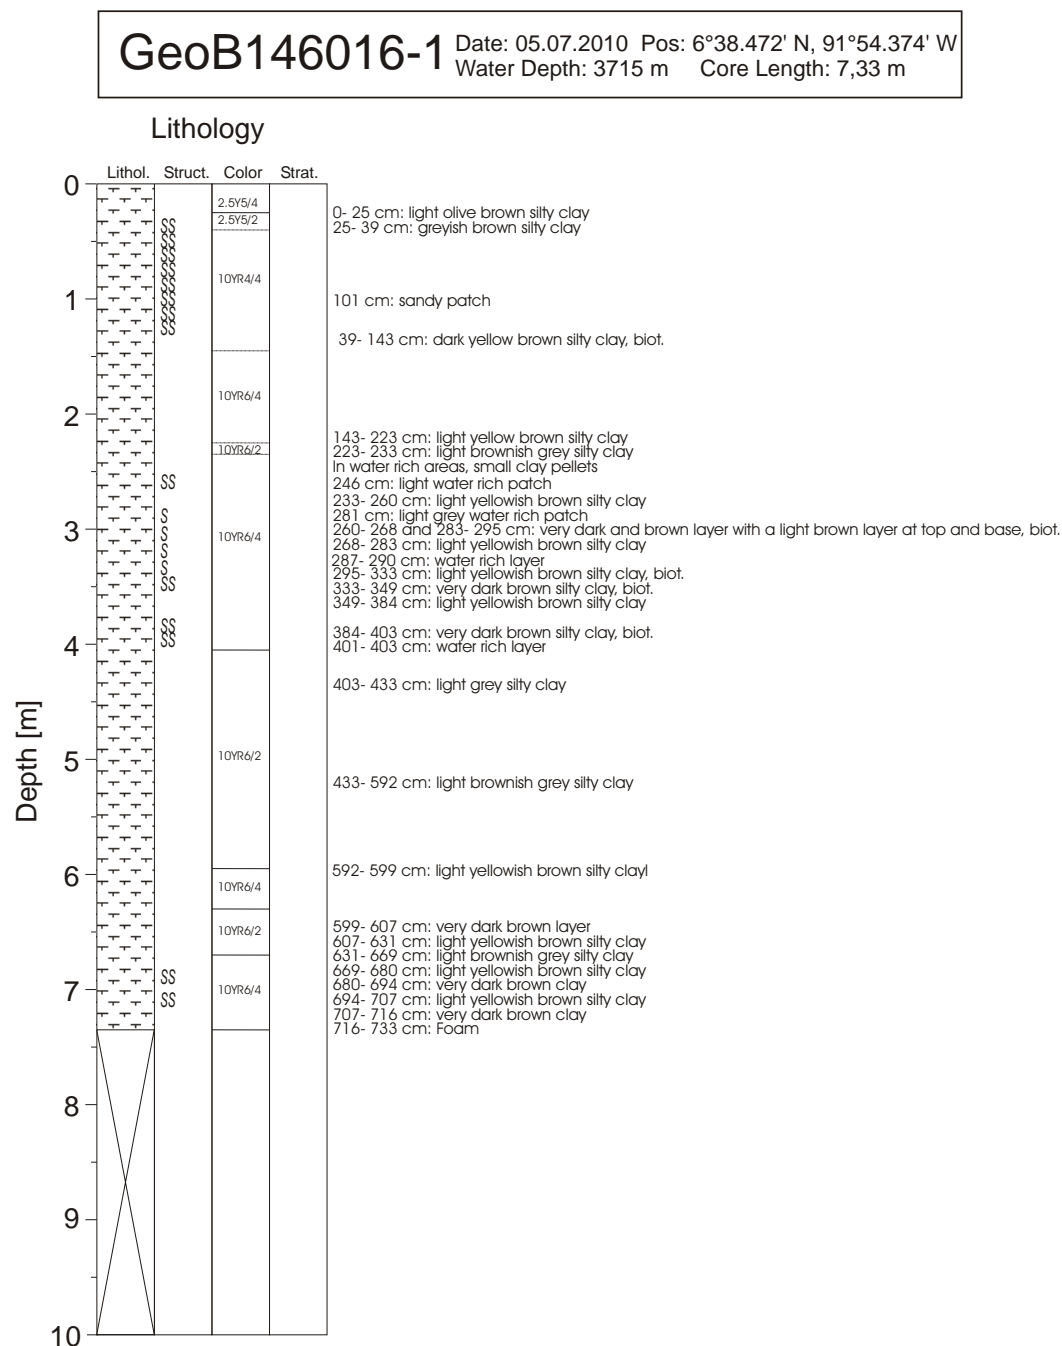 GeoB146016-1
Date: 05.07.2010 Pos: 6°38.472' N, 91°54.374' W
Water Depth: 3715 m Core Length: 7,33 m
Lithology
Lithol. Struct. Color Strat.
0
2.5Y5/4
0- 25 cm: light olive brown silty clay
2.5Y5/2
25- 39 cm: greyish brown silty clay
SS
SS
SS
SS
10YR4/4
SS
1
SS
101 cm: sandy patch
SS
SS
39- 143 cm: dark yellow brown silty clay, biot.
10YR6/4
2
143- 223 cm: light yellow brown silty clay
10YR6/2
223- 233 cm: light brownish grey silty clay
In water rich areas, small clay pellets
SS
246 cm: light water rich patch
233- 260 cm: light yellowish brown silty clay
S
281 cm: light grey water rich patch
3
S
10YR6/4
260- 268 and 283- 295 cm: very dark and brown layer with a light brown layer at top and base, biot.
S
268- 283 cm: light yellowish brown silty clay
287- 290 cm: water rich layer
S
295- 333 cm: light yellowish brown silty clay, biot.
SS
333- 349 cm: very dark brown silty clay, biot.
349- 384 cm: light yellowish brown silty clay
SS
384- 403 cm: very dark brown silty clay, biot.
4
SS
401- 403 cm: water rich layer
403- 433 cm: light grey silty clay
Depth [m]
5
10YR6/2
433- 592 cm: light brownish grey silty clay
6
592- 599 cm: light yellowish brown silty clayl
10YR6/4
599- 607 cm: very dark brown layer
10YR6/2
607- 631 cm: light yellowish brown silty clay
631- 669 cm: light brownish grey silty clay
669- 680 cm: light yellowish brown silty clay
SS
680- 694 cm: very dark brown clay
7
10YR6/4
SS
694- 707 cm: light yellowish brown silty clay
707- 716 cm: very dark brown clay
716- 733 cm: Foam
8
9
10